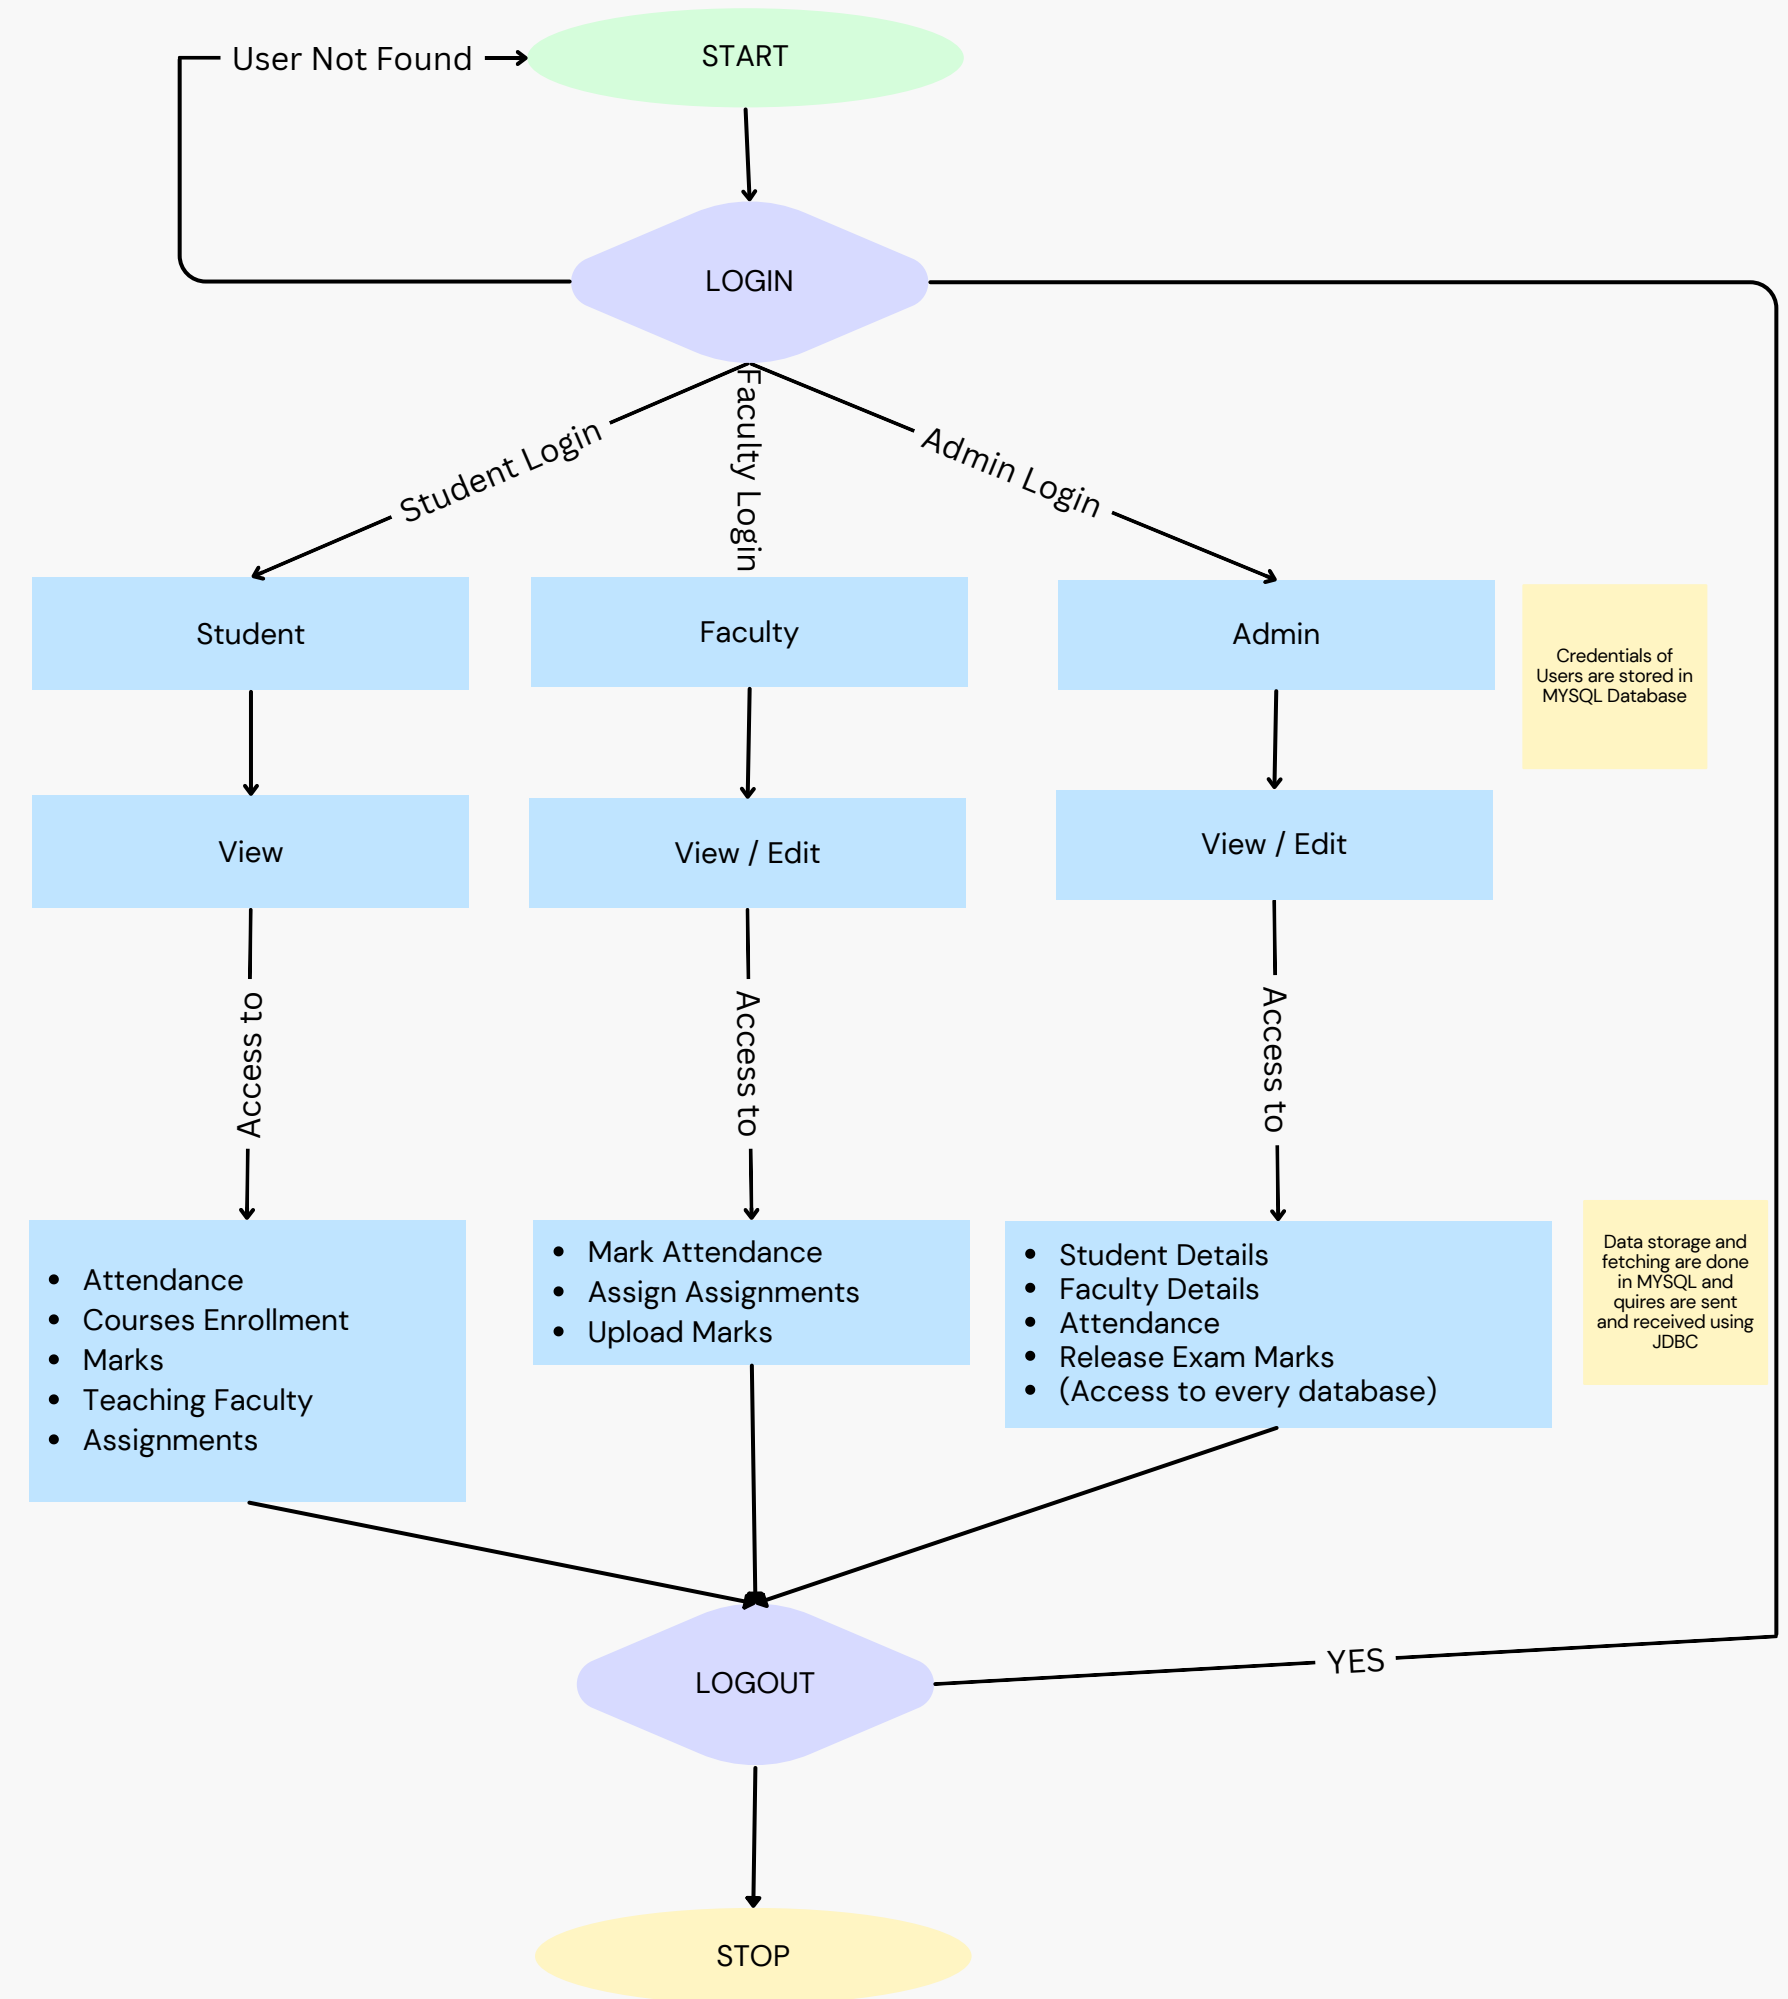 User Not Found
START
LOGIN
Student Login
Faculty Login
Admin Login
Student
Faculty
Admin
Credentials of
Users are stored in
MYSQL Database
View
View / Edit
View / Edit
Access to
Access to
Access to
• Attendance
• Courses Enrollment
• Marks
• Teaching Faculty
• Assignments
• Mark Attendance
• Assign Assignments
• Upload Marks
• Student Details
• Faculty Details
• Attendance
• Release Exam Marks
• (Access to every database)
Data storage and
fetching are done
in MYSQL and
quires are sent
and received using
JDBC
LOGOUT
YES
STOP